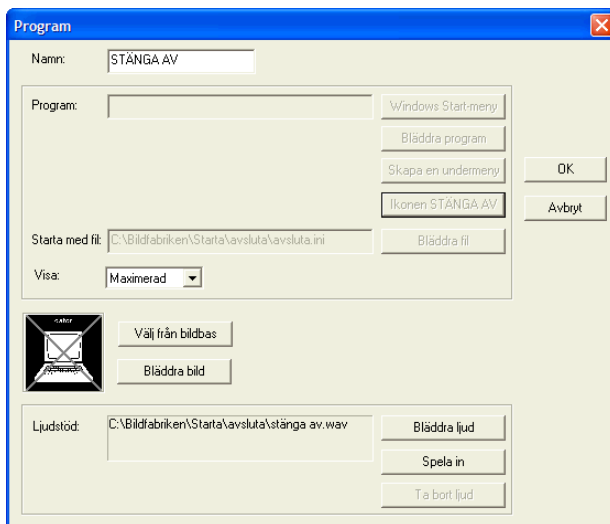 Program
Namn: STÄNGA AV
Program: Windows Start-meny
Bläddra program
Skapa en undermeny OK
Ikonen STÄNGA AV Avbryt
Starta med fil: C:\Bildfabriken\Starta\avsluta\avsluta.ini Bläddra fil
Visa: Maximerad
Välj från bildbas
Bläddra bild
Ljudstöd: C:\Bildfabriken\Starta\avsluta\stänga av.wav Bläddra ljud
Spela in
Ta bort ljud